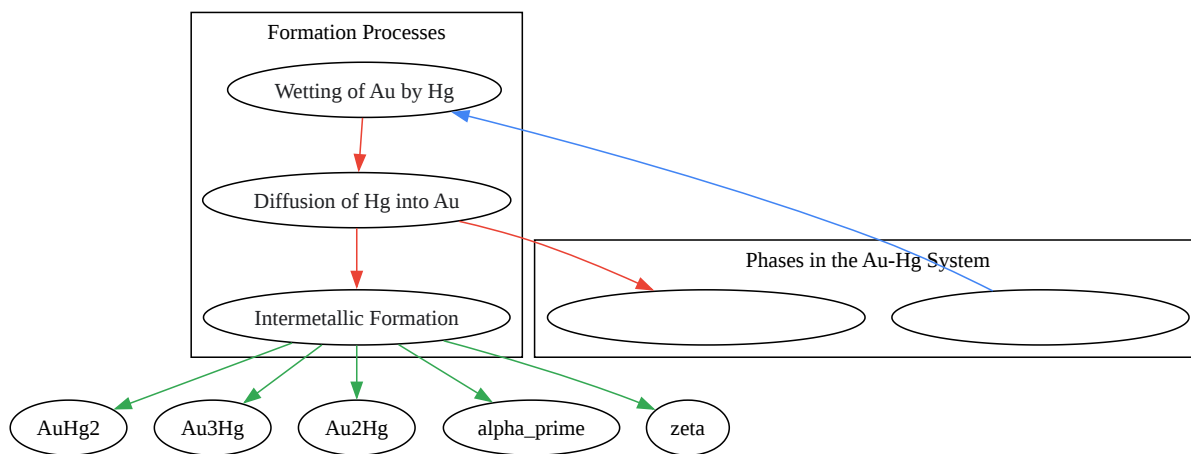 Formation Processes
Wetting of Au by Hg
Diffusion of Hg into Au
Phases in the Au-Hg System
Intermetallic Formation
AuHg2
Au3Hg
Au2Hg
alpha_prime
zeta